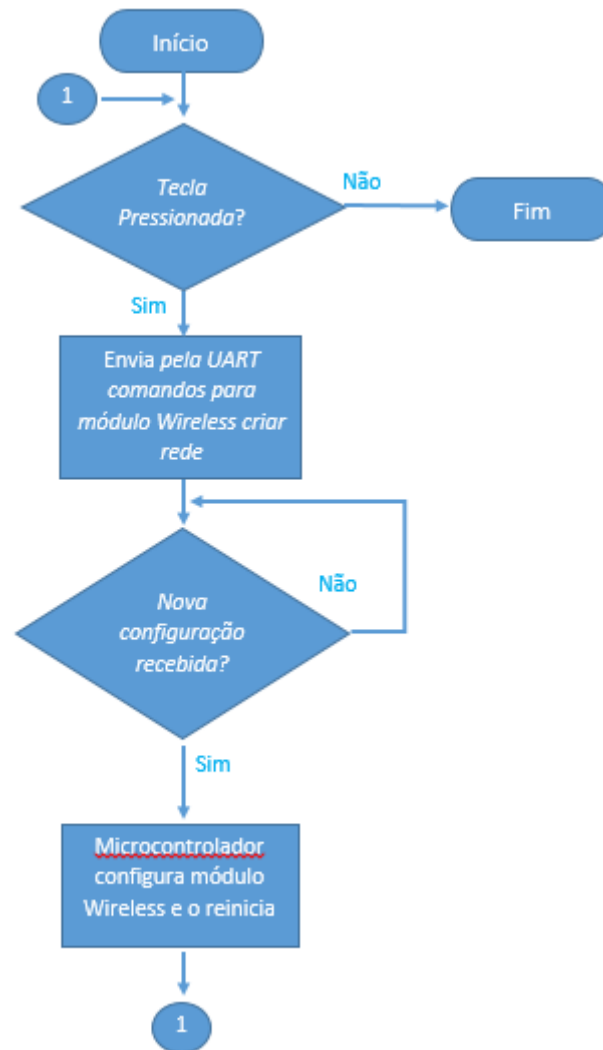 Início
1
Tecla
Pressionada?
Não
Fim
Sim
Envia pela UART
comandos para
módulo Wireless criar
rede
Não
Nova
configuração
recebida?
Sim
Microcontrolador
configura módulo
Wireless e o reinicia
1